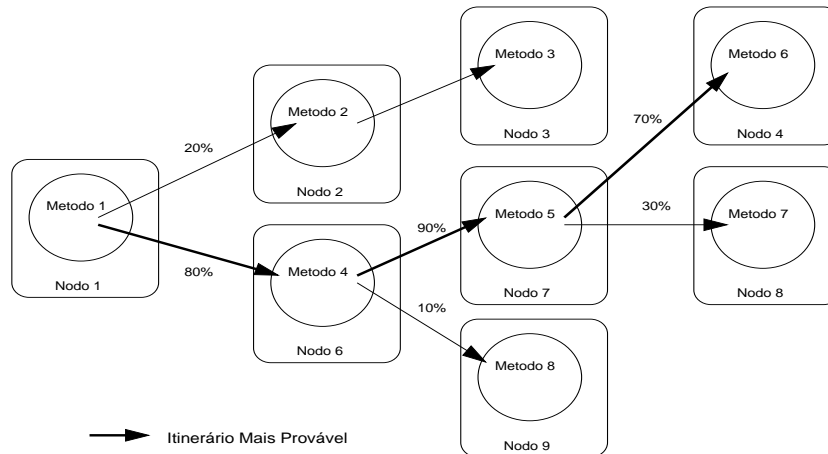 Metodo 3
Nodo 3
Metodo 6
Nodo 4
Metodo 2
Nodo 2
20%
70%
Metodo 1
Nodo 1
80%
Metodo 4
Nodo 6
90%
10%
Metodo 5
Nodo 7
30%
Metodo 7
Nodo 8
Metodo 8
Nodo 9
Itinerário Mais Provável